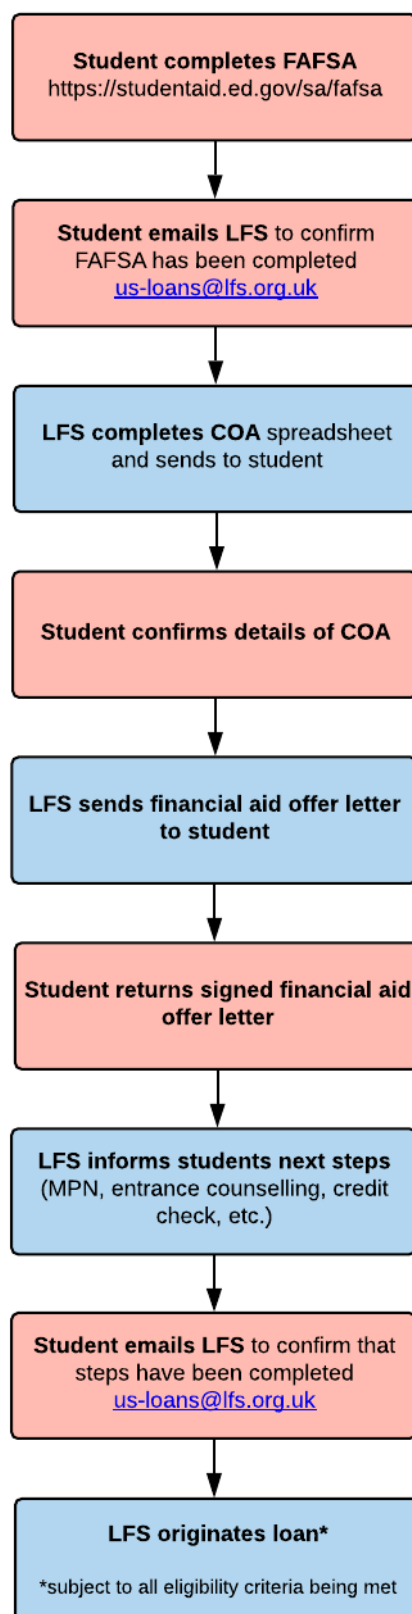 Student completes FAFSA
https://studentaid.ed.gov/sa/fafsa
Student emails LFS to confirm
FAFSA has been completed
us-loans@lfs.org.uk
LFS completes COA spreadsheet
and sends to student
Student confirms details of COA
LFS sends financial aid offer letter
to student
Student returns signed financial aid
offer letter
LFS informs students next steps
(MPN, entrance counselling, credit
check, etc.)
Student emails LFS to confirm that
steps have been completed
us-loans@lfs.org.uk
LFS originates loan*
*subject to all eligibility criteria being met